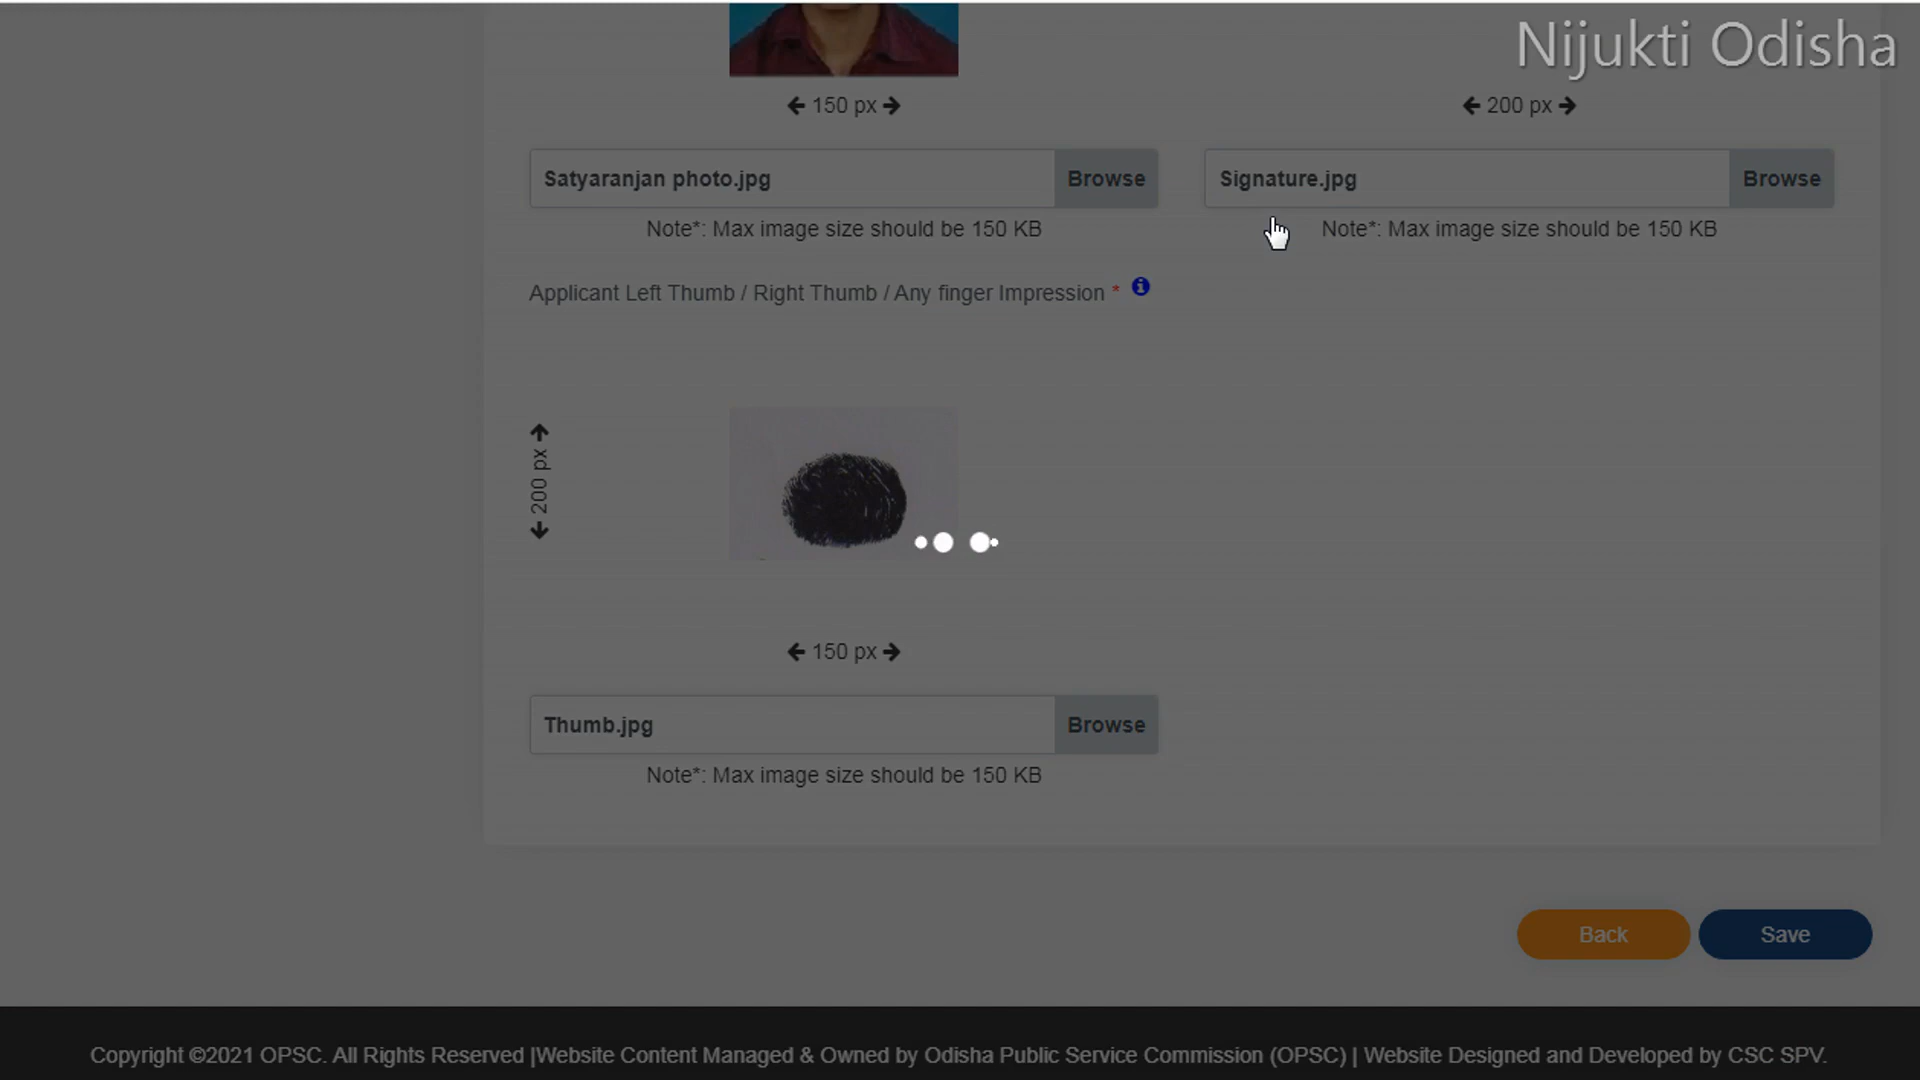 Nijukti Odisha
150 px
200 px
Satyaranjan photo.jpg
Browse
Signature.jpg
Browse
Note*: Max image size should be 150 KB
Note*: Max image size should be 150 KB
Applicant Left Thumb / Right Thumb / Any finger Impression *
200 px
150 px
Thumb.jpg
Browse
Note*: Max image size should be 150 KB
Back
Save
Copyright ©2021 OPSC. All Rights Reserved |Website Content Managed & Owned by Odisha Public Service Commission (OPSC) | Website Designed and Developed by CSC SPV.